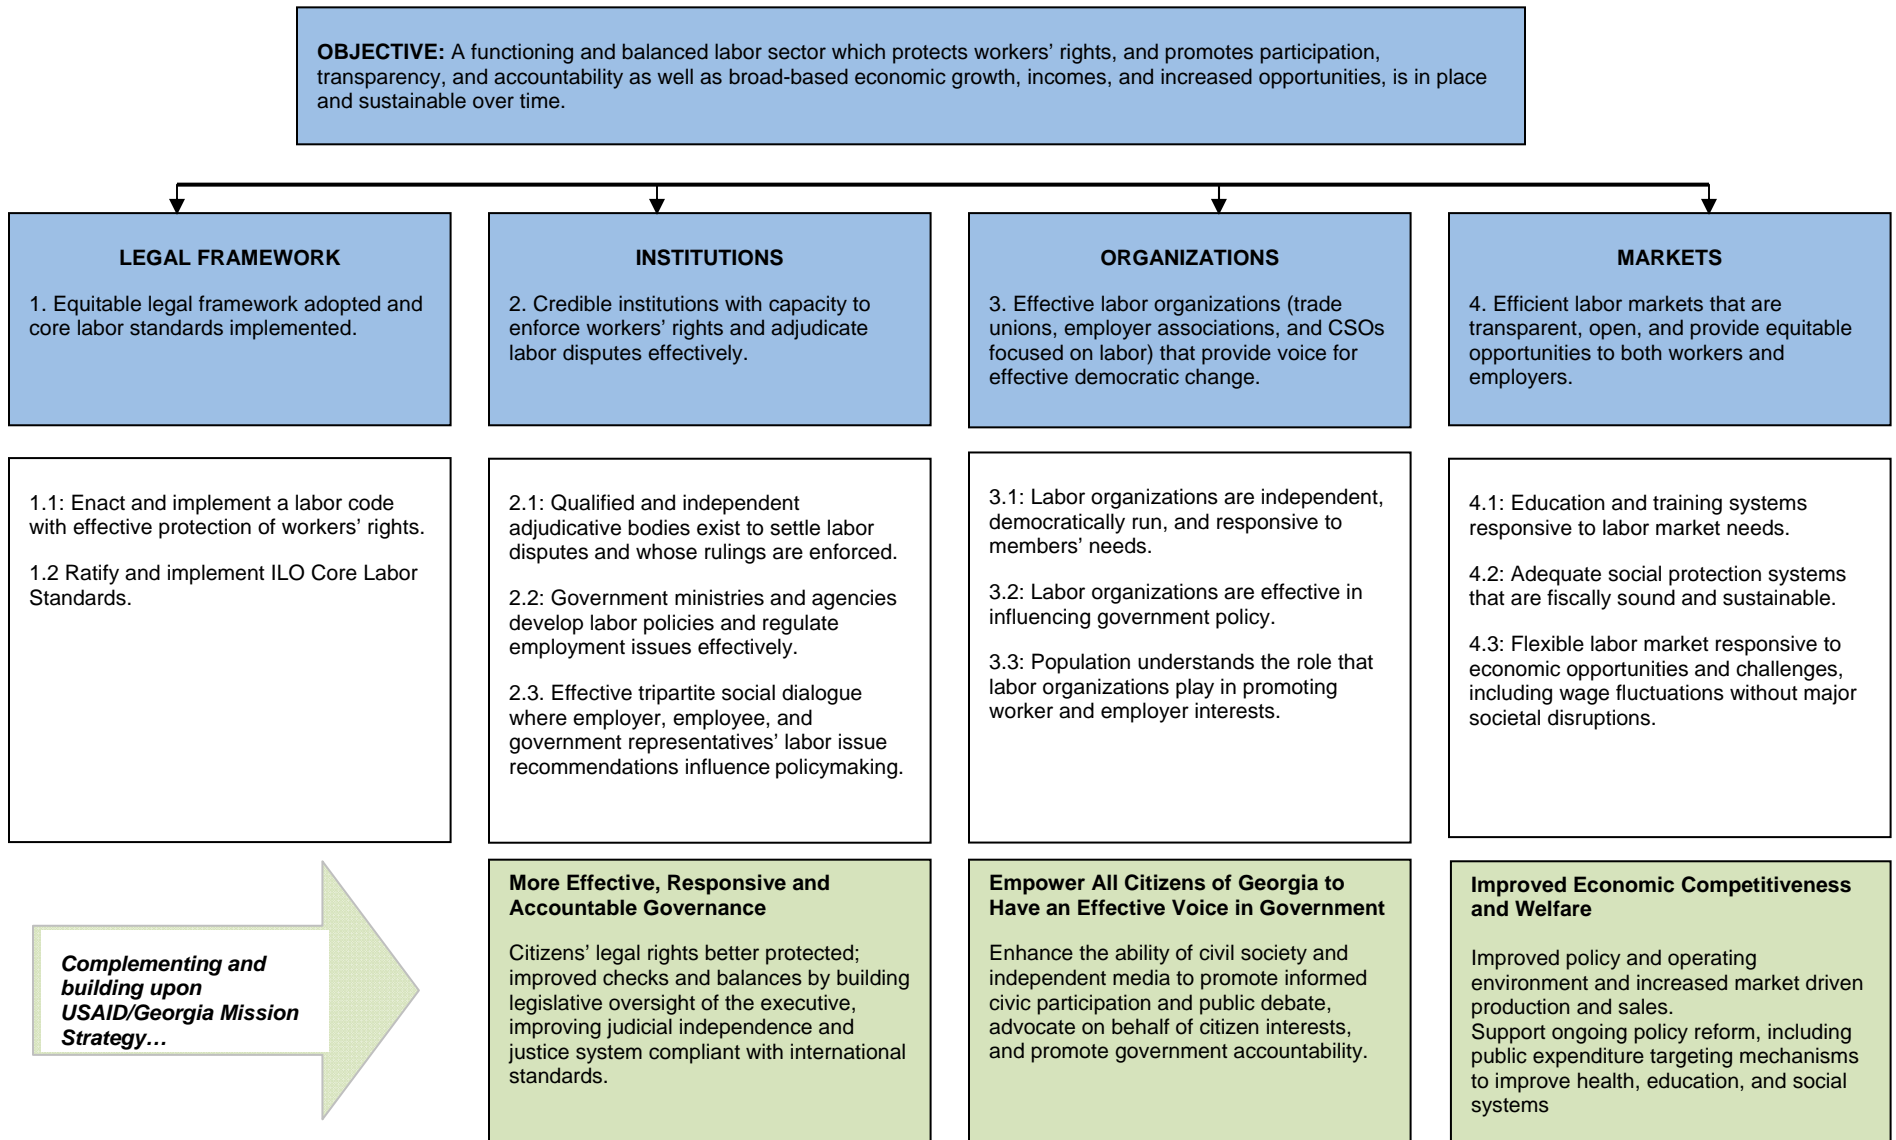 OBJECTIVE: A functioning and balanced labor sector which protects workers’ rights, and promotes participation,
transparency, and accountability as well as broad-based economic growth, incomes, and increased opportunities, is in place
and sustainable over time.
LEGAL FRAMEWORK
1. Equitable legal framework adopted and
core labor standards implemented.
INSTITUTIONS
2. Credible institutions with capacity to
enforce workers’ rights and adjudicate
labor disputes effectively.
ORGANIZATIONS
3. Effective labor organizations (trade
unions, employer associations, and CSOs
focused on labor) that provide voice for
effective democratic change.
MARKETS
4. Efficient labor markets that are
transparent, open, and provide equitable
opportunities to both workers and
employers.
1.1: Enact and implement a labor code
with effective protection of workers’ rights.
1.2 Ratify and implement ILO Core Labor
Standards.
2.1: Qualified and independent
adjudicative bodies exist to settle labor
disputes and whose rulings are enforced.
2.2: Government ministries and agencies
develop labor policies and regulate
employment issues effectively.
2.3. Effective tripartite social dialogue
where employer, employee, and
government representatives’ labor issue
recommendations influence policymaking.
3.1: Labor organizations are independent,
democratically run, and responsive to
members’ needs.
3.2: Labor organizations are effective in
influencing government policy.
3.3: Population understands the role that
labor organizations play in promoting
worker and employer interests.
4.1: Education and training systems
responsive to labor market needs.
4.2: Adequate social protection systems
that are fiscally sound and sustainable.
4.3: Flexible labor market responsive to
economic opportunities and challenges,
including wage fluctuations without major
societal disruptions.
Complementing and
building upon
USAID/Georgia Mission
Strategy…
More Effective, Responsive and
Accountable Governance
Citizens’ legal rights better protected;
improved checks and balances by building
legislative oversight of the executive,
improving judicial independence and
justice system compliant with international
standards.
Empower All Citizens of Georgia to
Have an Effective Voice in Government
Enhance the ability of civil society and
independent media to promote informed
civic participation and public debate,
advocate on behalf of citizen interests,
and promote government accountability.
Improved Economic Competitiveness
and Welfare
Improved policy and operating
environment and increased market driven
production and sales.
Support ongoing policy reform, including
public expenditure targeting mechanisms
to improve health, education, and social
systems